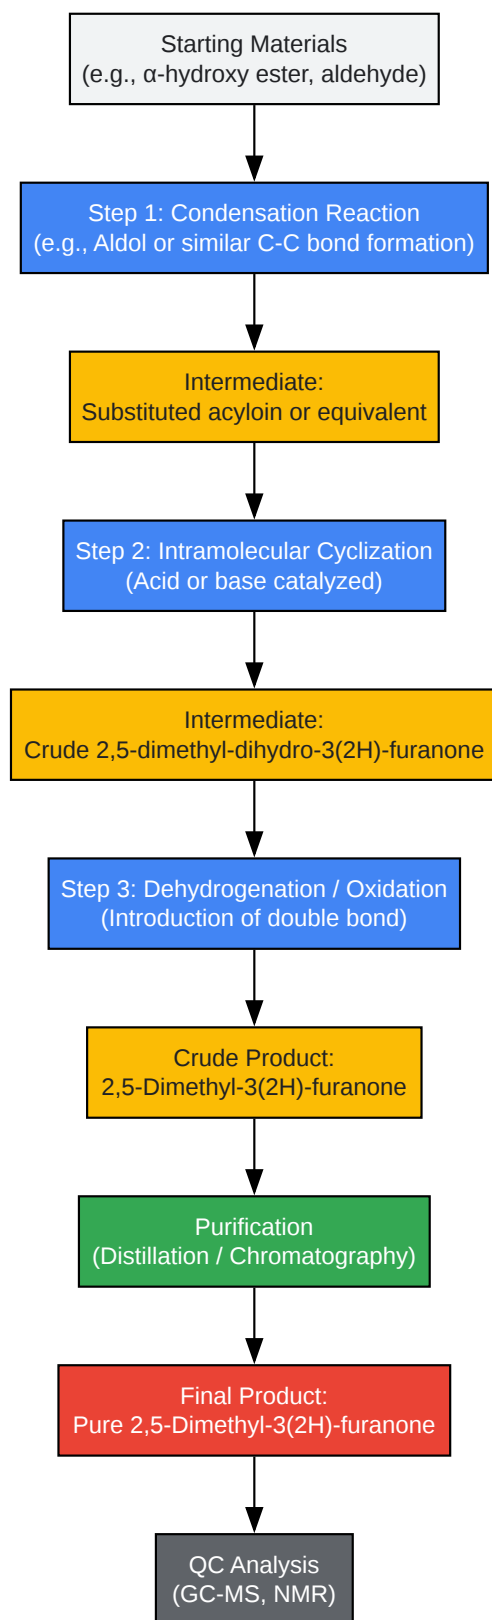 Starting Materials
(e.g., α-hydroxy ester, aldehyde)
Step 1: Condensation Reaction
(e.g., Aldol or similar C-C bond formation)
Intermediate:
Substituted acyloin or equivalent
Step 2: Intramolecular Cyclization
(Acid or base catalyzed)
Intermediate:
Crude 2,5-dimethyl-dihydro-3(2H)-furanone
Step 3: Dehydrogenation / Oxidation
(Introduction of double bond)
Crude Product:
2,5-Dimethyl-3(2H)-furanone
Purification
(Distillation / Chromatography)
Final Product:
Pure 2,5-Dimethyl-3(2H)-furanone
QC Analysis
(GC-MS, NMR)